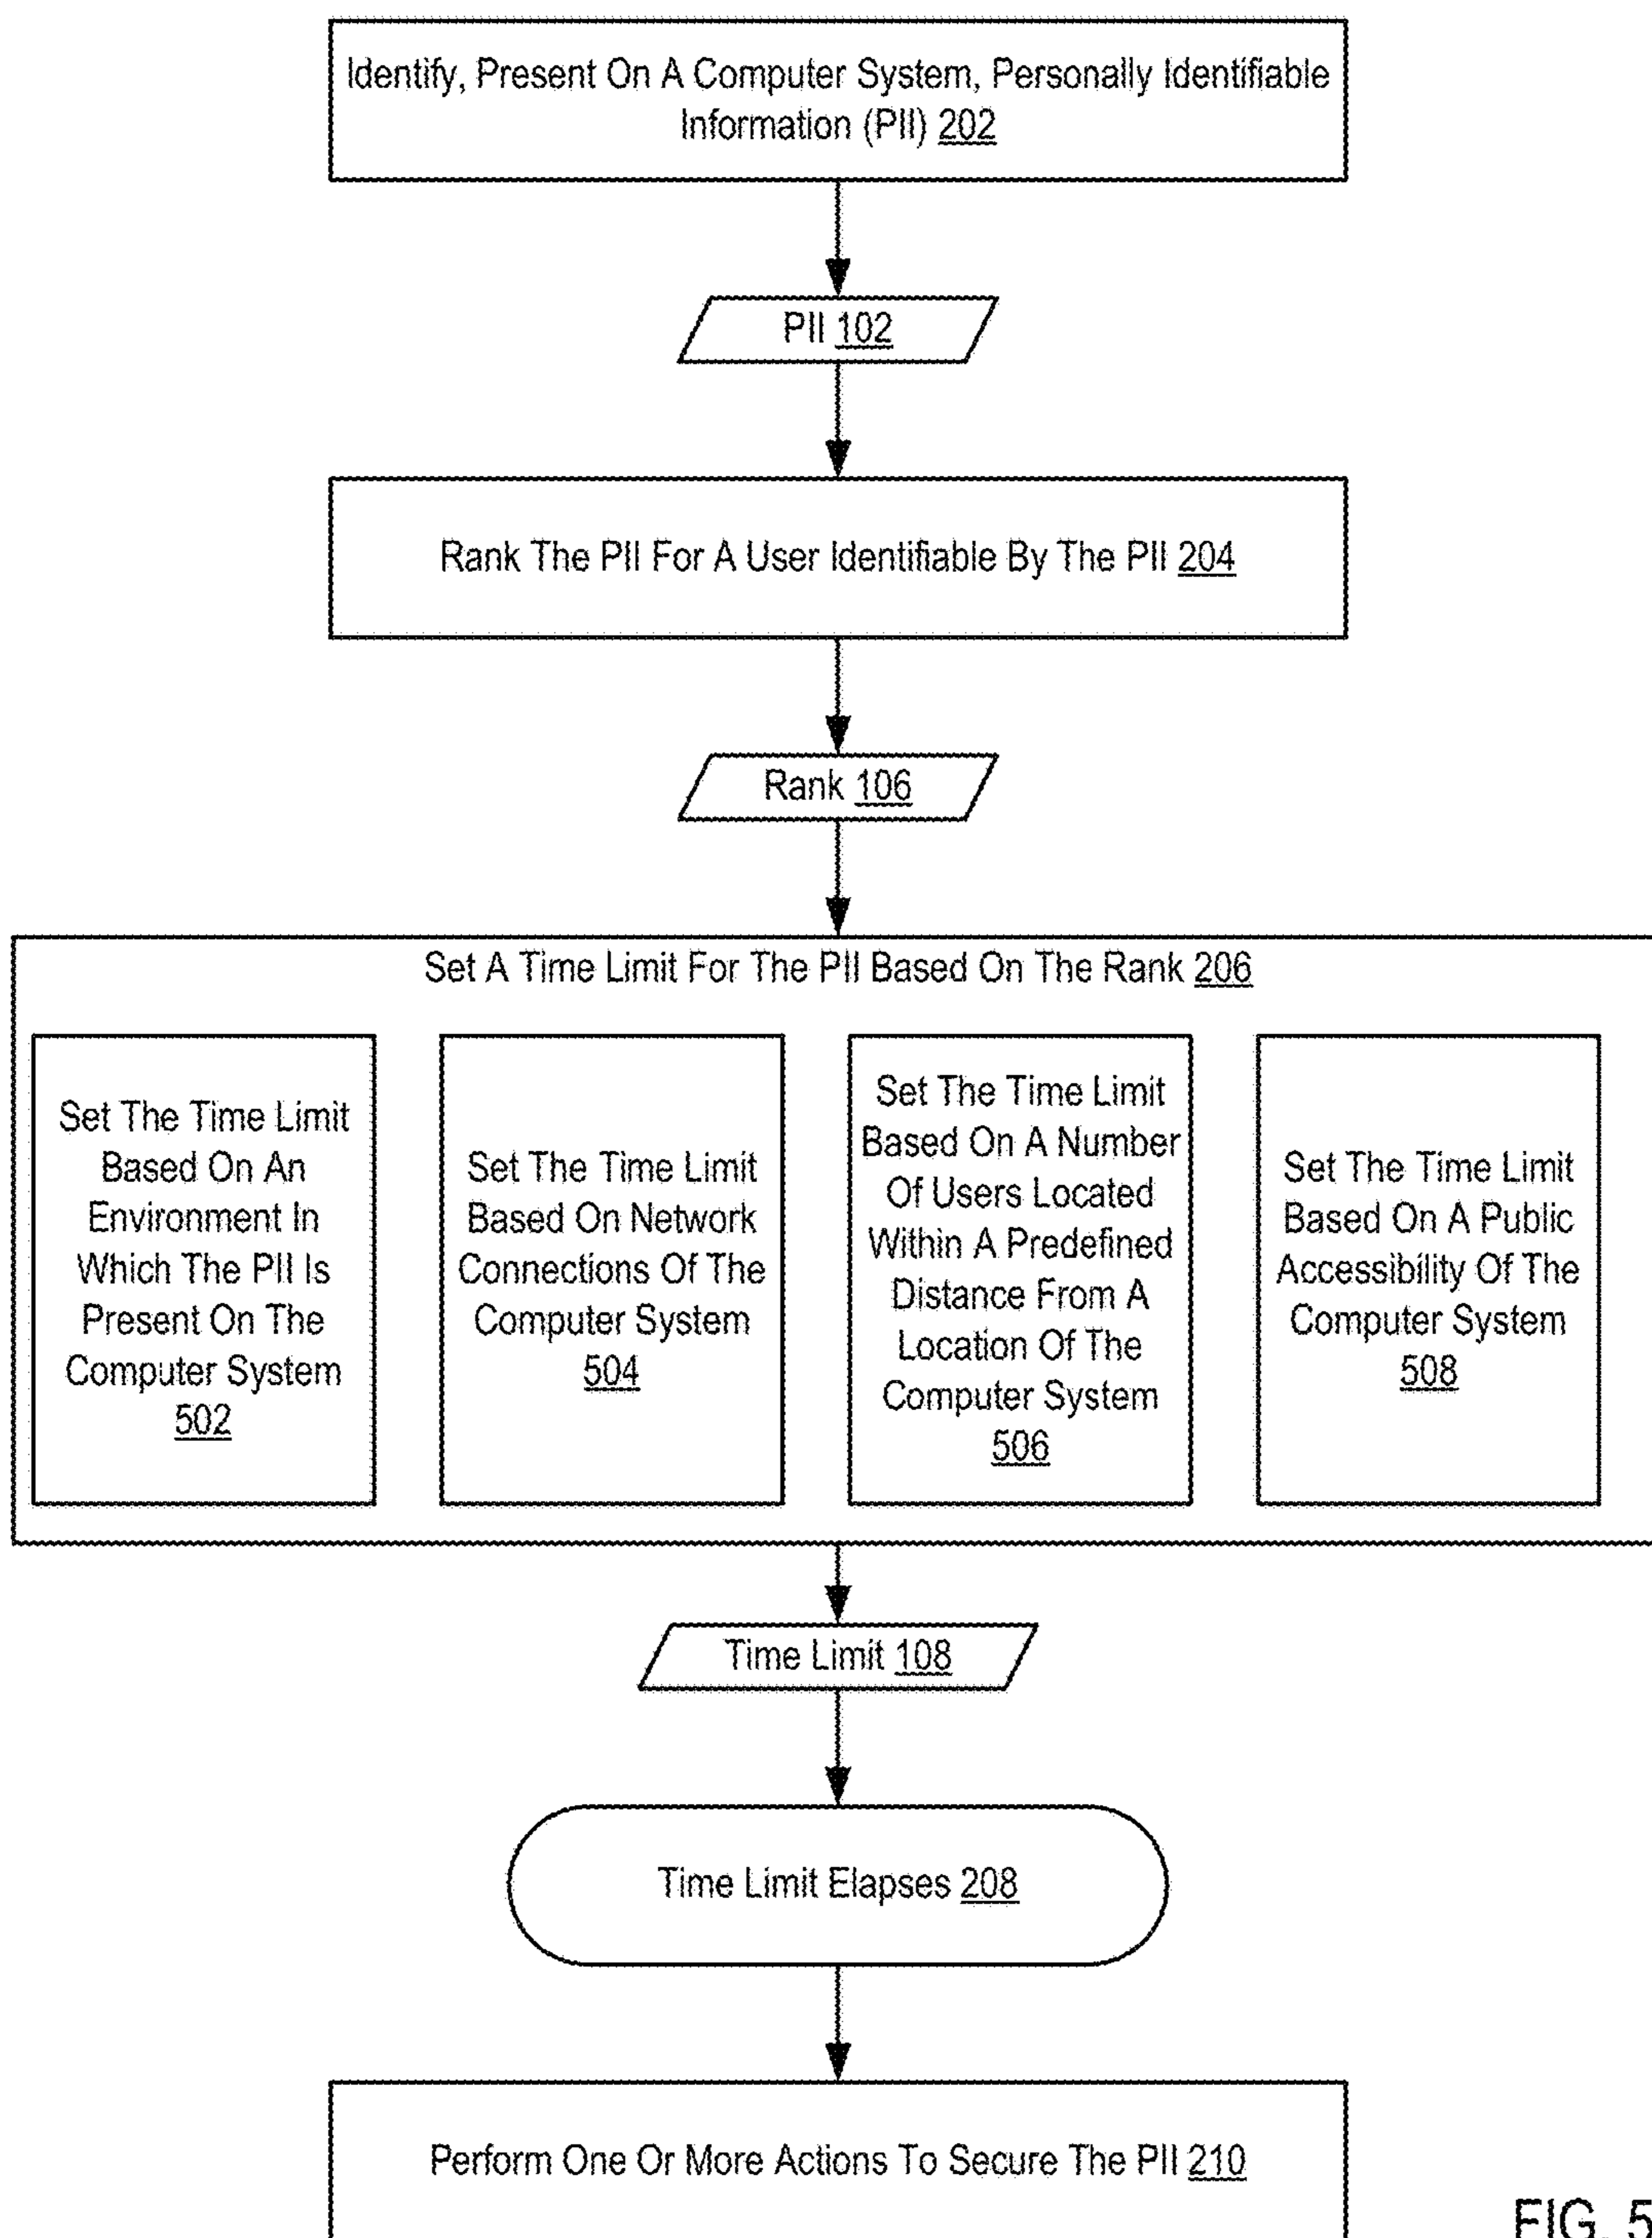 Identify, Present On A Computer System, Personally Identifiable
Information (PII) 202
PII 102
Rank The PII For A User Identifiable By The PII 204
Rank 106
Set A Time Limit For The PII Based On The Rank 206
Set The Time Limit
Based On An
Environment In
Which The PII Is
Present On The
Computer System
502
Set The Time Limit
Based On Network
Connections Of The
Computer System
504
Set The Time Limit
Based On A Number
Of Users Located
Within A Predefined
Distance From A
Location Of The
Computer System
506
Set The Time Limit
Based On A Public
Accessibility Of The
Computer System
508
Time Limit 108
Time Limit Elapses 208
Perform One Or More Actions To Secure The PII 210
FIG. 5